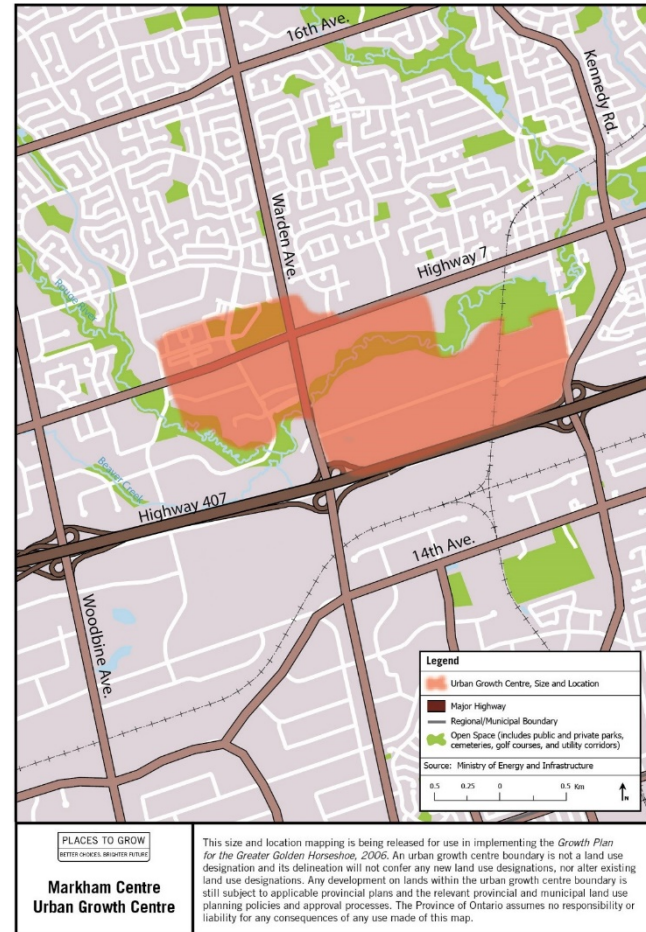 16th Ave.
Kennedy Rd.
Warden Ave.
Highway 7
Rouge River
Beaver Creek
Highway 407
14th Ave.
Woodbine Ave.
Legend
Urban Growth Centre, Size and Location
Major Highway
Regional/Municipal Boundary
Open Space (includes public and private parks,
cemeteries, golf courses, and utility corridors)
Source: Ministry of Energy and Infrastructure
0.5 0.25 0 0.5 Km
N
PLACES TO GROW
BETTER CHOICES. BRIGHTER FUTURE.
Markham Centre
Urban Growth Centre
This size and location mapping is being released for use in implementing the Growth Plan
for the Greater Golden Horseshoe, 2006. An urban growth centre boundary is not a land use
designation and its delineation will not confer any new land use designations, nor alter existing
land use designations. Any development on lands within the urban growth centre boundary is
still subject to applicable provincial plans and the relevant provincial and municipal land use
planning policies and approval processes. The Province of Ontario assumes no responsibility or
liability for any consequences of any use made of this map.